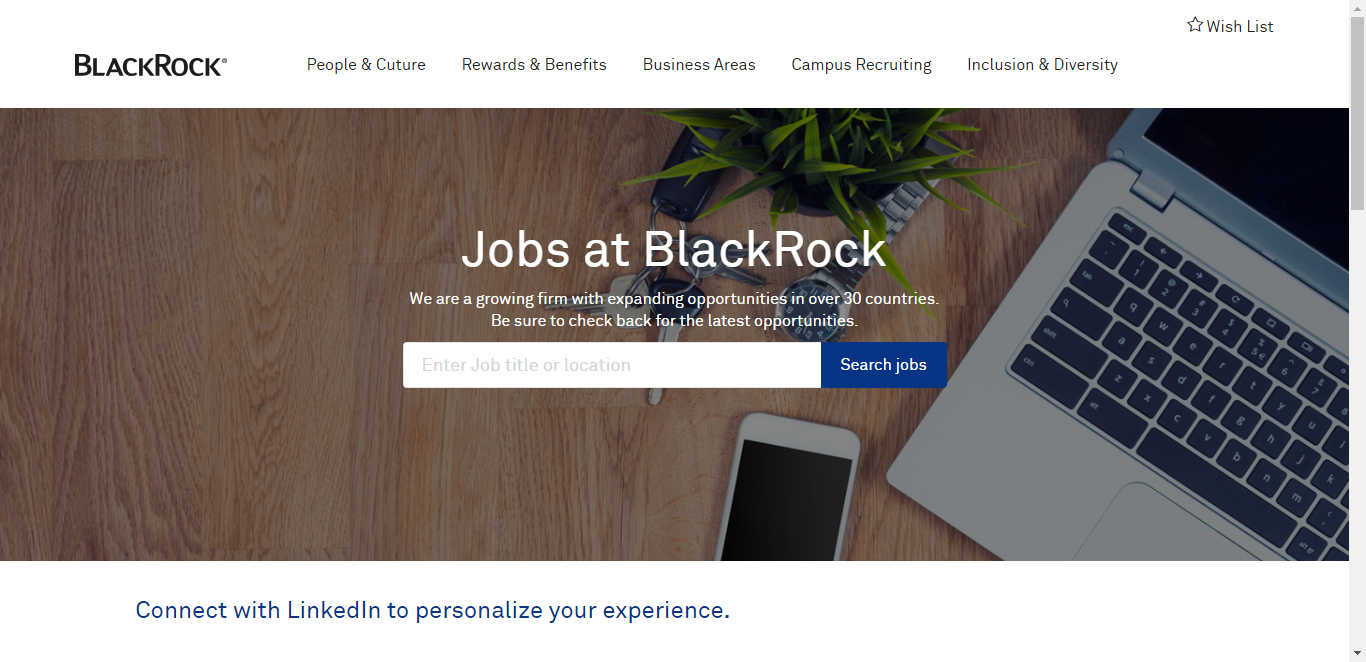 Wish List
BLACKROCK®
People & Cuture
Rewards & Benefits
Business Areas
Campus Recruiting
Inclusion & Diversity
Jobs at BlackRock
We are a growing firm with expanding opportunities in over 30 countries.
Be sure to check back for the latest opportunities.
Enter Job title or location
Search jobs
Connect with LinkedIn to personalize your experience.